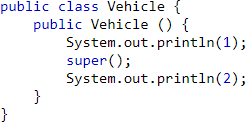 public class Vehicle {
    public Vehicle () {
        System.out.println(1);
        super();
        System.out.println(2);
    }
}